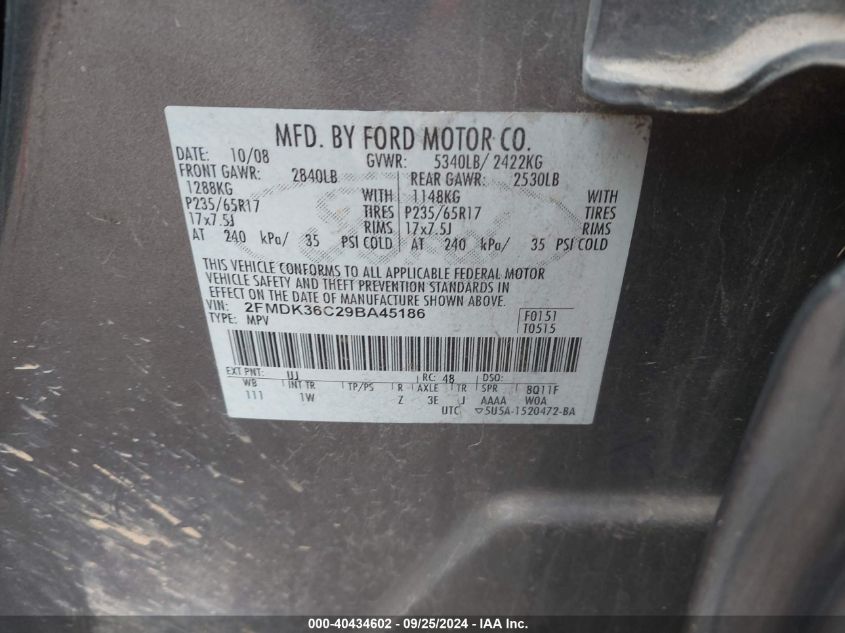 MFD. BY FORD MOTOR CO.
DATE: 10/08 GVWR: 5340LB/ 2422KG
FRONT GAWR: 2840LB REAR GAWR: 2530LB
1288KG WITH 1148KG WITH
P235/65R17 TIRES P235/65R17 TIRES
17x7.5J RIMS 17x7.5J RIMS
AT 240 kPa/ 35 PSI COLD AT 240 kPa/ 35 PSI COLD
THIS VEHICLE CONFORMS TO ALL APPLICABLE FEDERAL MOTOR
VEHICLE SAFETY AND THEFT PREVENTION STANDARDS IN
EFFECT ON THE DATE OF MANUFACTURE SHOWN ABOVE.
VIN: 2FMDK36C29BA45186 F0151
TYPE: MPV T0515
EXT PNT: UJ RC: 48 DSO:
WB INT TR TP/PS R AXLE TR SPR 8Q11F
111 1W Z 3E J AAAA W0A
UTC ▽5U5A-1520472-BA
Ford
000-40434602 - 09/25/2024 - IAA Inc.